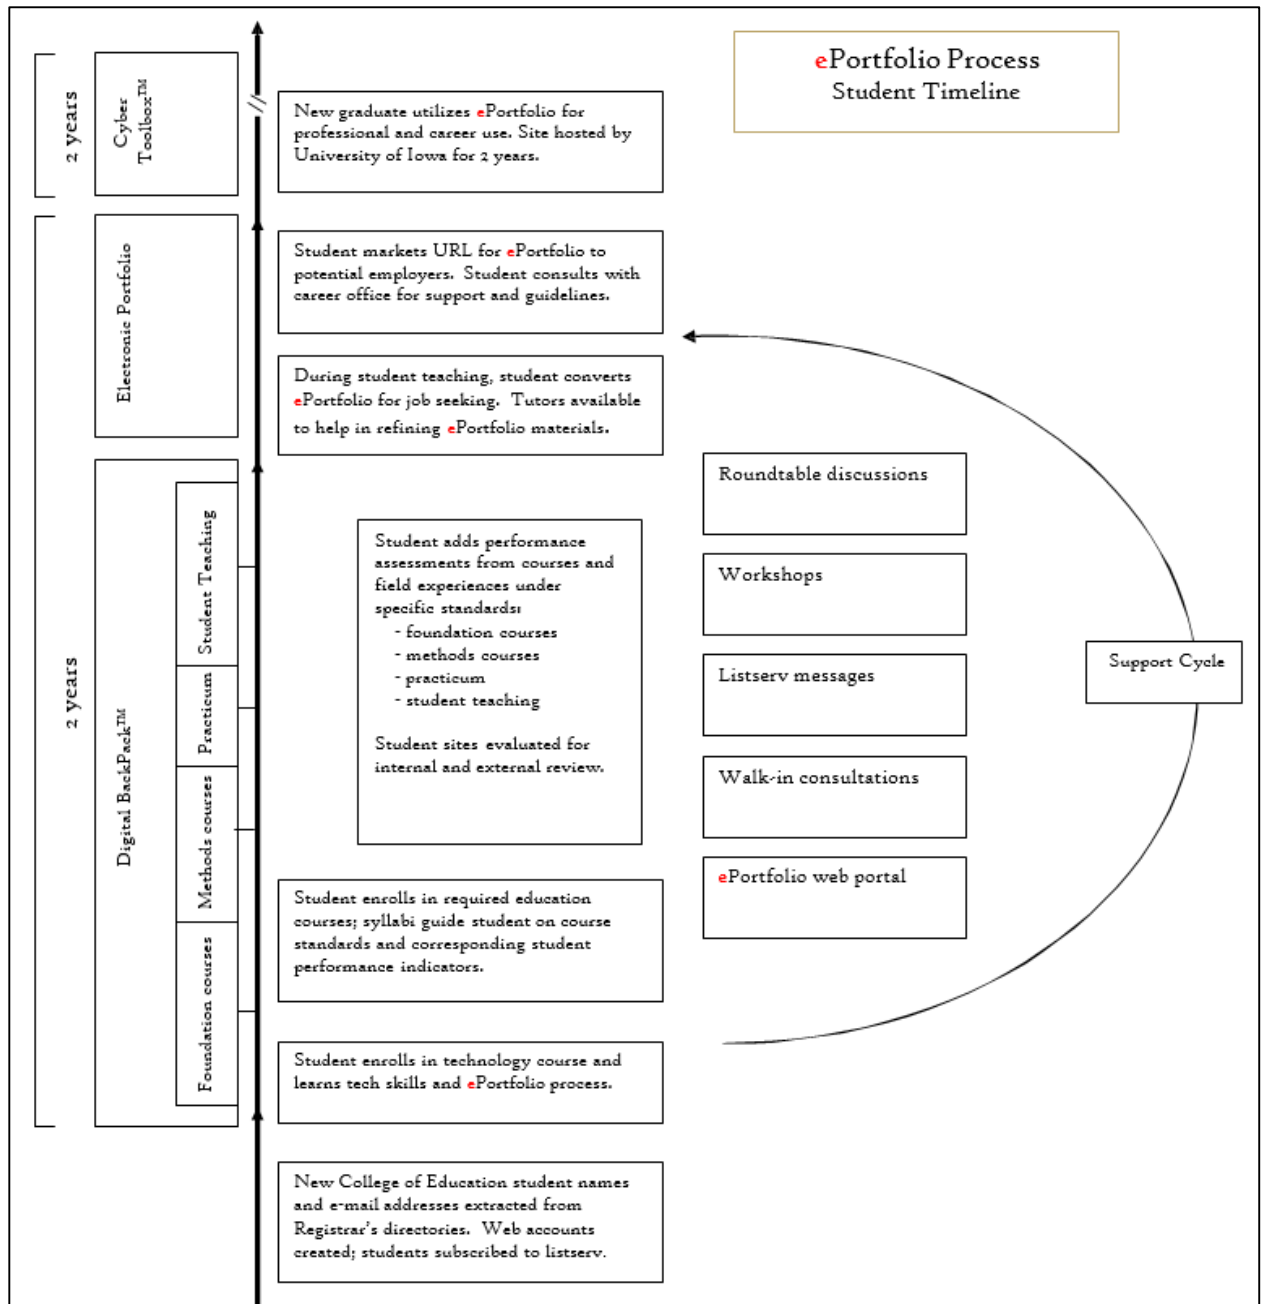 ePortfolio Process
Student Timeline
2 years
Cyber
Toolbox™
New graduate utilizes ePortfolio for
professional and career use. Site hosted by
University of Iowa for 2 years.
2 years
Electronic Portfolio
Student markets URL for ePortfolio to
potential employers. Student consults with
career office for support and guidelines.
During student teaching, student converts
ePortfolio for job seeking. Tutors available
to help in refining ePortfolio materials.
Digital BackPack™
Student Teaching
Practicum
Methods courses
Foundation courses
Student adds performance
assessments from courses and
field experiences under
specific standards:
- foundation courses
- methods courses
- practicum
- student teaching
Student sites evaluated for
internal and external review.
Student enrolls in required education
courses; syllabi guide student on course
standards and corresponding student
performance indicators.
Student enrolls in technology course and
learns tech skills and ePortfolio process.
New College of Education student names
and e-mail addresses extracted from
Registrar's directories. Web accounts
created; students subscribed to listserv.
Roundtable discussions
Workshops
Listserv messages
Walk-in consultations
ePortfolio web portal
Support Cycle